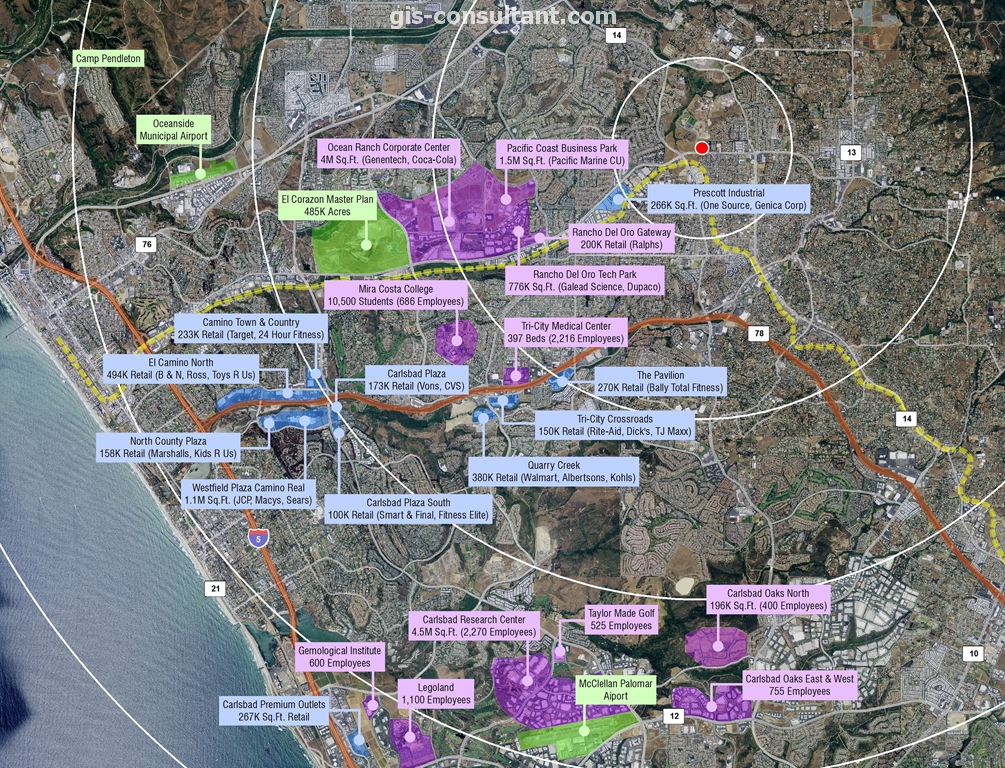 gis-consultant.com
14
Camp Pendleton
Oceanside
Municipal Airport
Ocean Ranch Corporate Center
4M Sq.Ft. (Genentech, Coca-Cola)
Pacific Coast Business Park
1.5M Sq.Ft. (Pacific Marine CU)
13
El Corazon Master Plan
485K Acres
Prescott Industrial
266K Sq.Ft. (One Source, Genica Corp)
76
Rancho Del Oro Gateway
200K Retail (Ralphs)
Rancho Del Oro Tech Park
776K Sq.Ft. (Galead Science, Dupaco)
Mira Costa College
10,500 Students (686 Employees)
Camino Town & Country
233K Retail (Target, 24 Hour Fitness)
Tri-City Medical Center
397 Beds (2,216 Employees)
78
El Camino North
494K Retail (B & N, Ross, Toys R Us)
Carlsbad Plaza
173K Retail (Vons, CVS)
The Pavilion
270K Retail (Bally Total Fitness)
Tri-City Crossroads
150K Retail (Rite-Aid, Dick's, TJ Maxx)
14
North County Plaza
158K Retail (Marshalls, Kids R Us)
Quarry Creek
380K Retail (Walmart, Albertsons, Kohls)
Westfield Plaza Camino Real
1.1M Sq.Ft. (JCP, Macys, Sears)
Carlsbad Plaza South
100K Retail (Smart & Final, Fitness Elite)
5
21
Carlsbad Oaks North
196K Sq.Ft. (400 Employees)
Carlsbad Research Center
4.5M Sq.Ft. (2,270 Employees)
Taylor Made Golf
525 Employees
Gemological Institute
600 Employees
10
Legoland
1,100 Employees
McClellan Palomar
Aiport
Carlsbad Oaks East & West
755 Employees
Carlsbad Premium Outlets
267K Sq.Ft. Retail
12